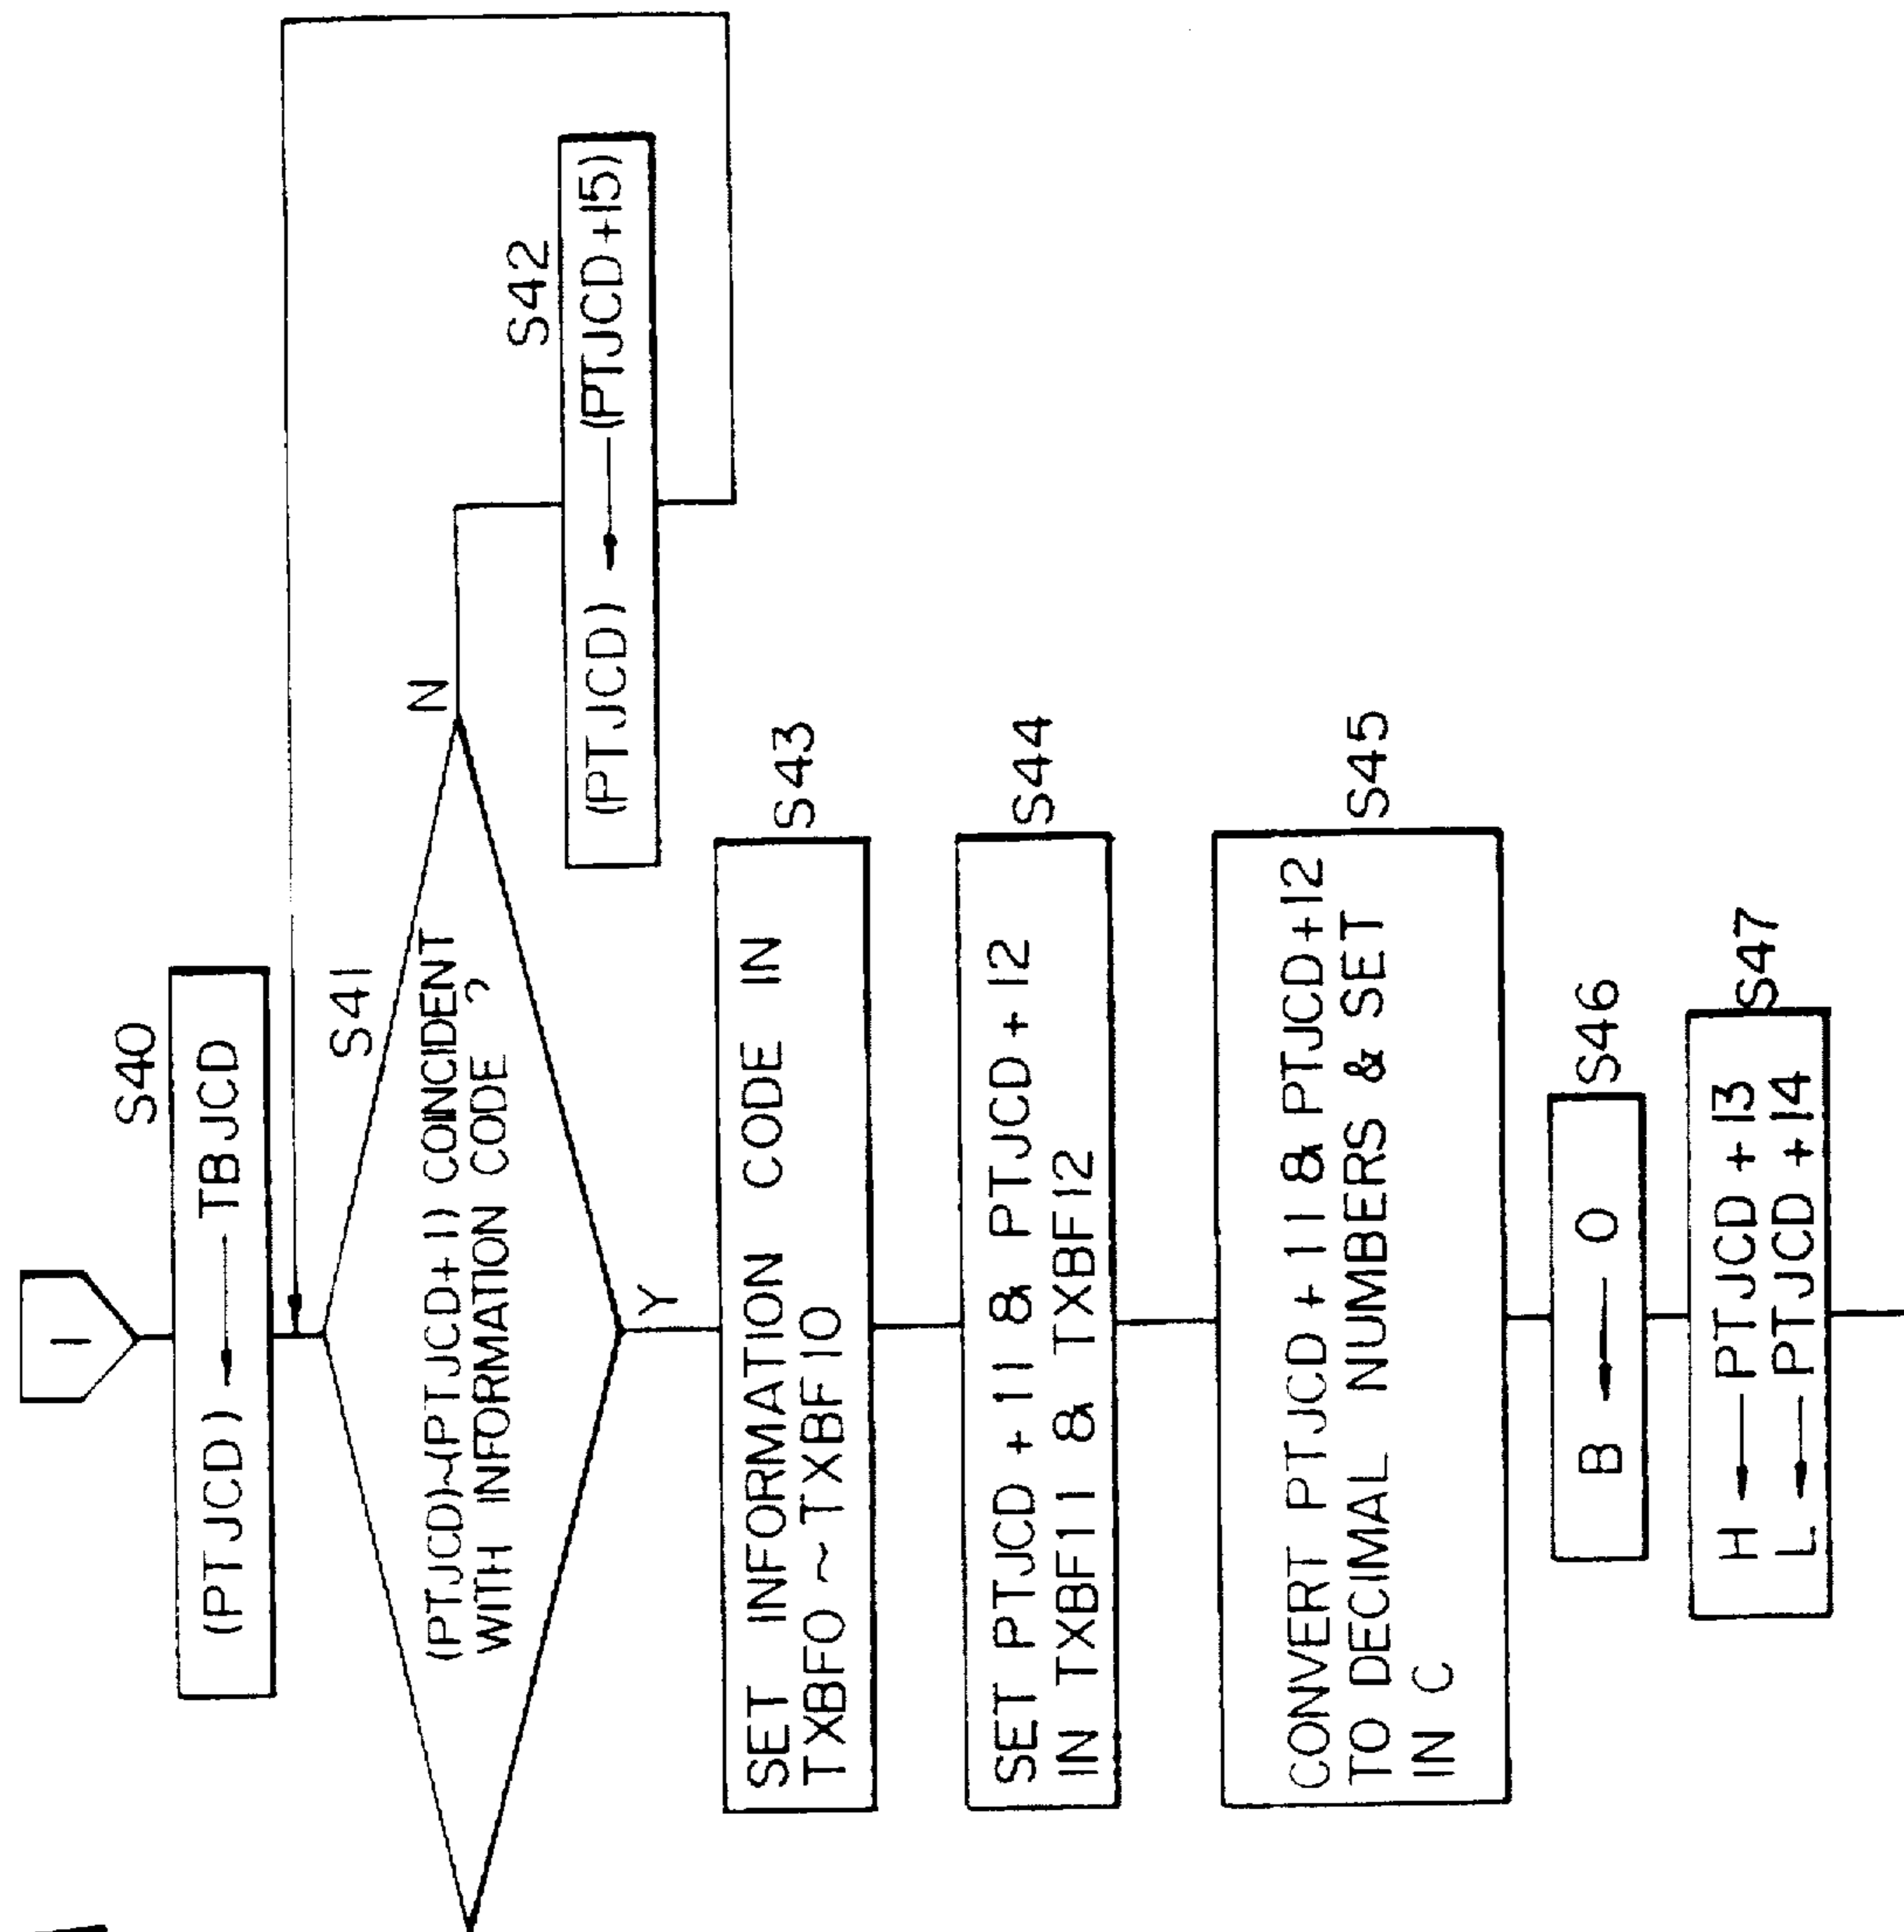 1
S40
(PTJCD) ← TBJCD
S41
(PTJCD)~(PTJCD+11) COINCIDENT
WITH INFORMATION CODE ?
N
S42
(PTJCD) ← (PTJCD+15)
Y
S43
SET INFORMATION CODE IN
TXBF0 ~ TXBF10
S44
SET PTJCD + 11 & PTJCD + 12
IN TXBF11 & TXBF12
S45
CONVERT PTJCD + 11 & PTJCD+12
TO DECIMAL NUMBERS & SET
IN C
S46
B ← 0
S47
H ← PTJCD + 13
L ← PTJCD + 14